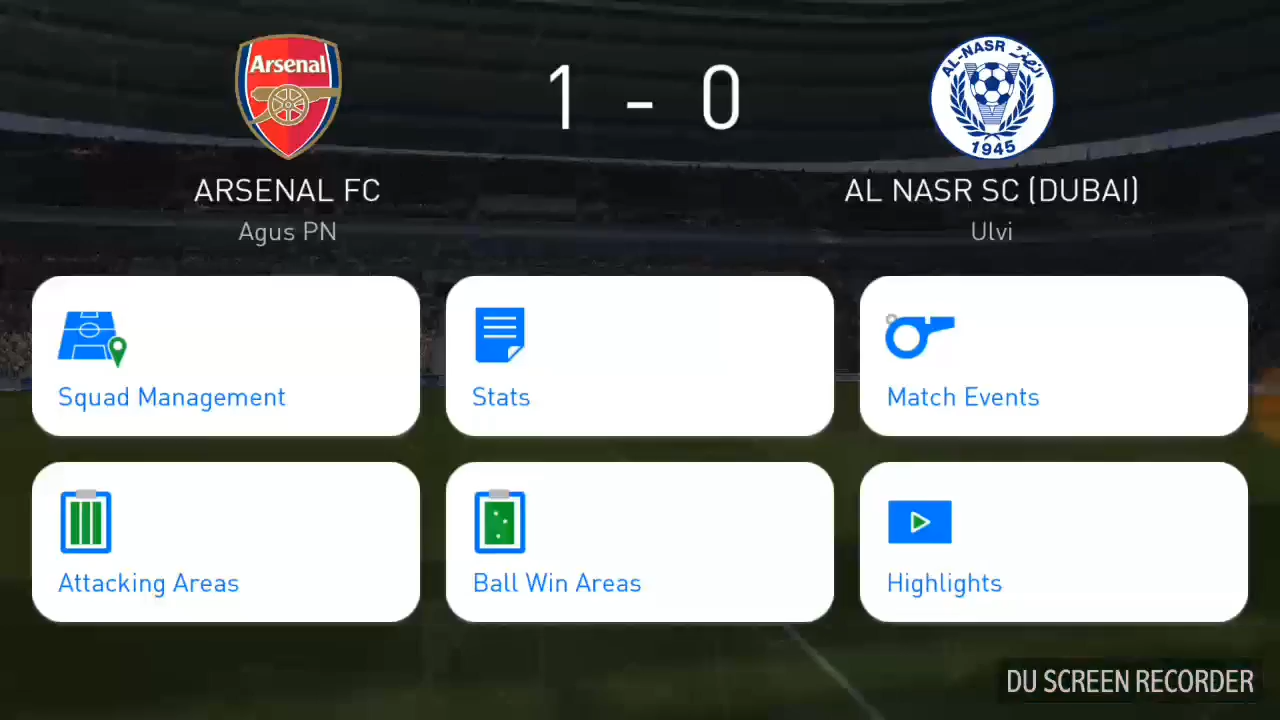 Arsenal
1 - 0
AL-NASR النصر
1945
ARSENAL FC
AL NASR SC (DUBAI)
Agus PN
Ulvi
Squad Management
Stats
Match Events
Attacking Areas
Ball Win Areas
Highlights
DU SCREEN RECORDER